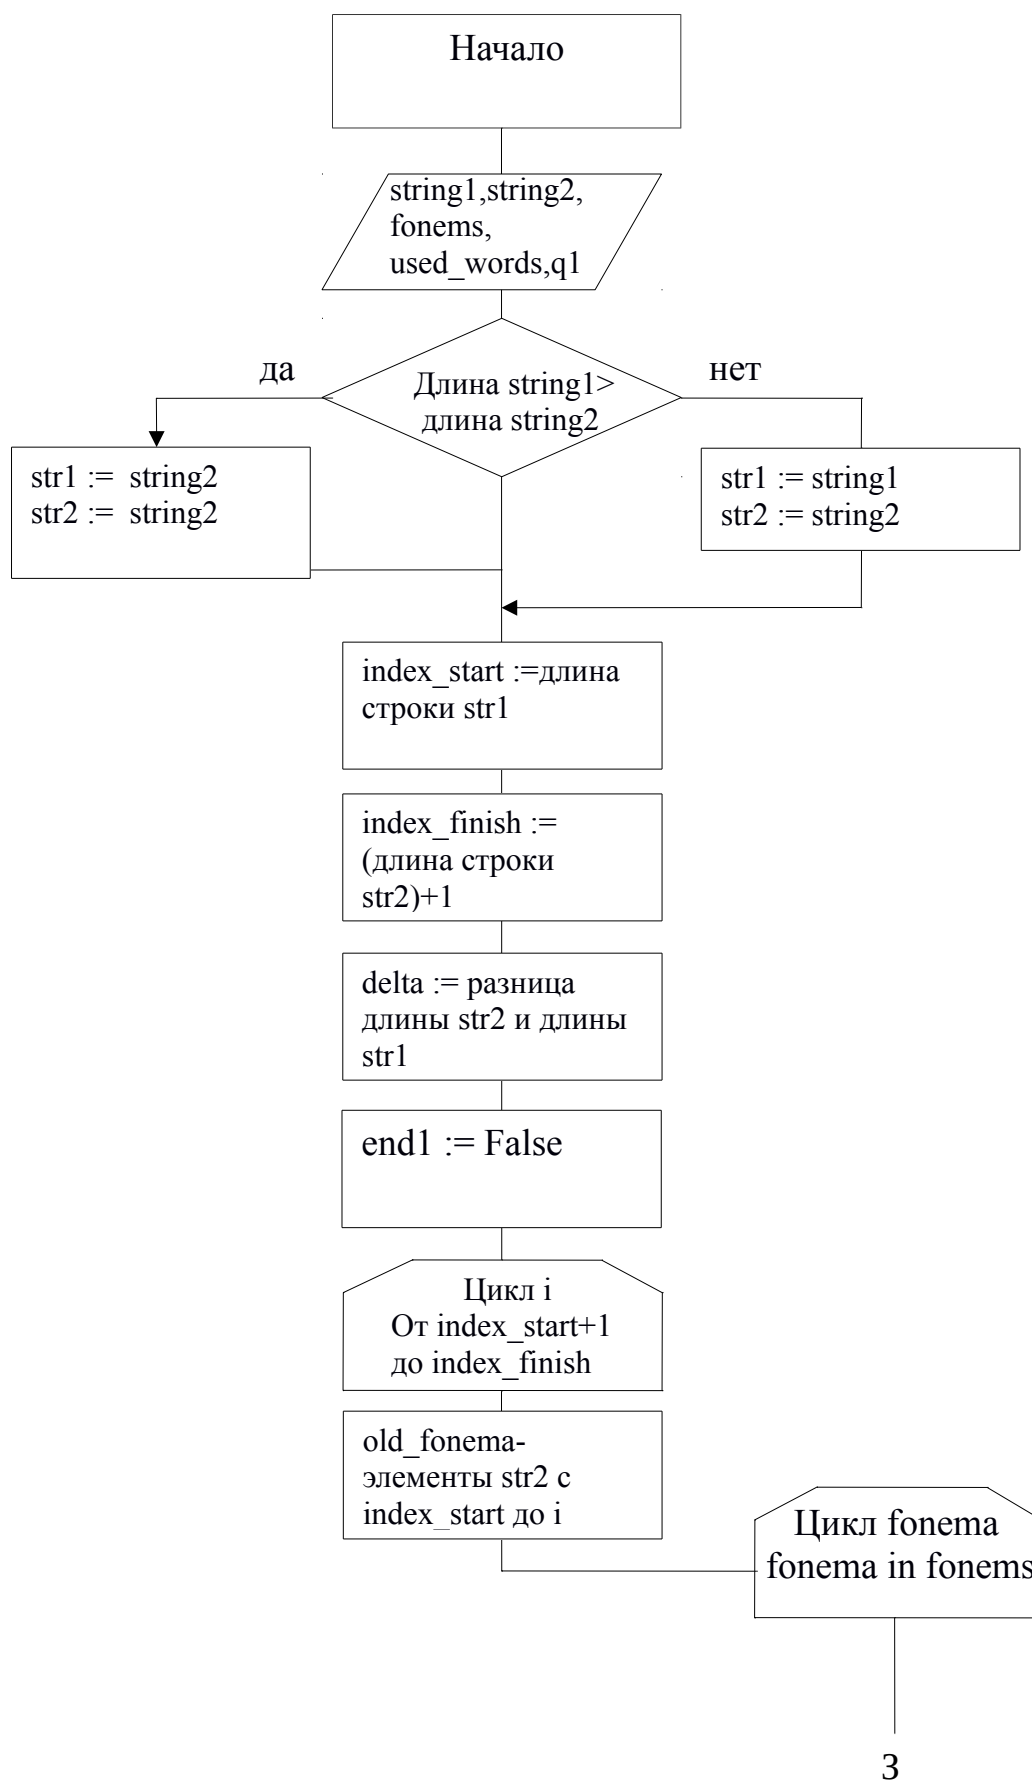 Начало
string1,string2,
fonems,
used_words,q1
да
нет
Длина string1>
длина string2
str1 := string2
str2 := string2
str1 := string1
str2 := string2
index_start :=длина
строки str1
index_finish :=
(длина строки
str2)+1
delta := разница
длины str2 и длины
str1
end1 := False
Цикл i
От index_start+1
до index_finish
old_fonema-
элементы str2 с
index_start до i
Цикл fonema
fonema in fonems
3